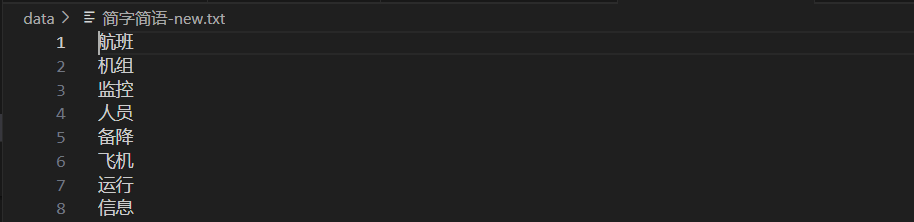 data > 简字简语-new.txt
1 航班
2 机组
3 监控
4 人员
5 备降
6 飞机
7 运行
8 信息